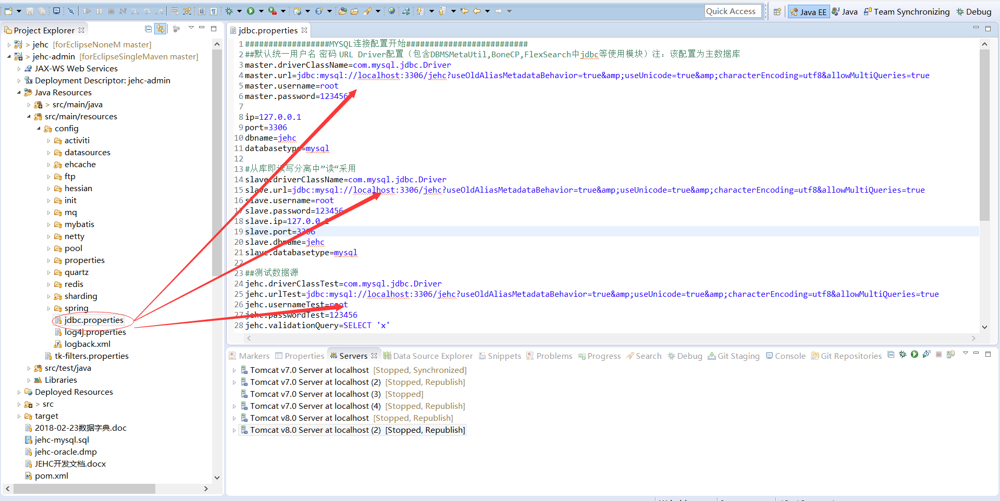 Quick Access
Java EE
Java
Team Synchronizing
Debug
Project Explorer
> jehc [forEclipseNoneM master]
> jehc-admin [forEclipseSingleMaven master]
JAX-WS Web Services
Deployment Descriptor: jehc-admin
Java Resources
> src/main/java
src/main/resources
config
activiti
datasources
ehcache
ftp
hessian
init
mq
mybatis
netty
pool
properties
quartz
redis
sharding
spring
jdbc.properties
log4j.properties
logback.xml
tk-filters.properties
src/test/java
Libraries
Deployed Resources
> src
target
2018-02-23数据字典.doc
jehc-mysql.sql
jehc-oracle.dmp
JEHC开发文档.docx
pom.xml
jdbc.properties
1 ##################MYSQL连接配置开始##########################
2 ##默认统一用户名 密码 URL Driver配置（包含DBMSMetaUtil,BoneCP,FlexSearch中jdbc等使用模块）注：该配置为主数据库
3 master.driverClassName=com.mysql.jdbc.Driver
4 master.url=jdbc:mysql://localhost:3306/jehc?useOldAliasMetadataBehavior=true&amp;useUnicode=true&amp;characterEncoding=utf8&allowMultiQueries=true
5 master.username=root
6 master.password=123456
7
8 ip=127.0.0.1
9 port=3306
10 dbname=jehc
11 databasetype=mysql
12
13 #从库即读写分离中”读“采用
14 slave.driverClassName=com.mysql.jdbc.Driver
15 slave.url=jdbc:mysql://localhost:3306/jehc?useOldAliasMetadataBehavior=true&amp;useUnicode=true&amp;characterEncoding=utf8&allowMultiQueries=true
16 slave.username=root
17 slave.password=123456
18 slave.ip=127.0.0.1
19 slave.port=3306
20 slave.dbname=jehc
21 slave.databasetype=mysql
22
23 ##测试数据源
24 jehc.driverClassTest=com.mysql.jdbc.Driver
25 jehc.urlTest=jdbc:mysql://localhost:3306/jehc?useOldAliasMetadataBehavior=true&amp;useUnicode=true&amp;characterEncoding=utf8&allowMultiQueries=true
26 jehc.usernameTest=root
27 jehc.passwordTest=123456
28 jehc.validationQuery=SELECT 'x'
Markers
Properties
Servers
Data Source Explorer
Snippets
Problems
Progress
Search
Debug
Git Staging
Console
Git Repositories
Tomcat v7.0 Server at localhost [Stopped, Synchronized]
Tomcat v7.0 Server at localhost (2) [Stopped, Republish]
Tomcat v7.0 Server at localhost (3) [Stopped]
Tomcat v7.0 Server at localhost (4) [Stopped, Republish]
Tomcat v8.0 Server at localhost [Stopped, Republish]
Tomcat v8.0 Server at localhost (2) [Stopped, Republish]